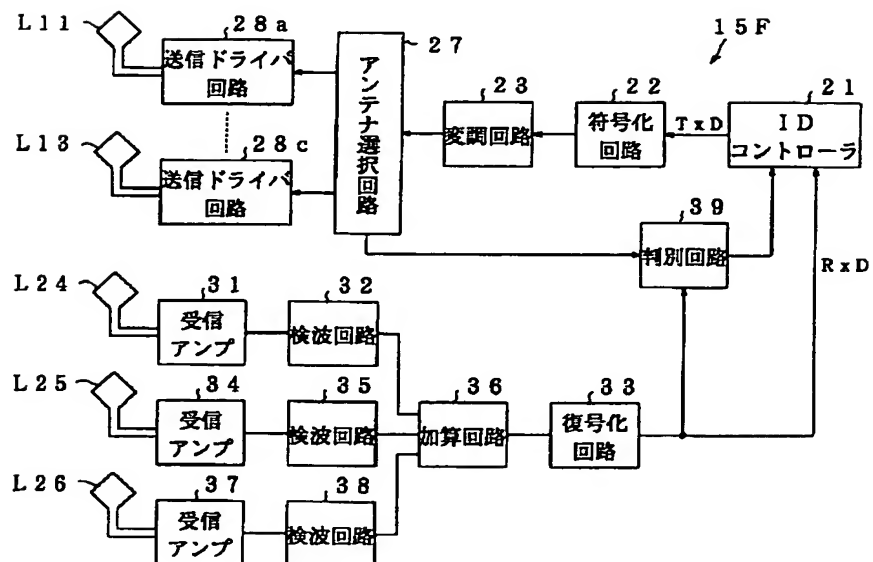 L11
28a
送信ドライバ
回路
L13
28c
送信ドライバ
回路
27
アンテナ選択回路
23
変調回路
22
符号化
回路
TxD
15F
21
ID
コントローラ
39
判別回路
RxD
L24
31
受信
アンプ
32
検波回路
L25
34
受信
アンプ
35
検波回路
36
加算回路
33
復号化
回路
L26
37
受信
アンプ
38
検波回路